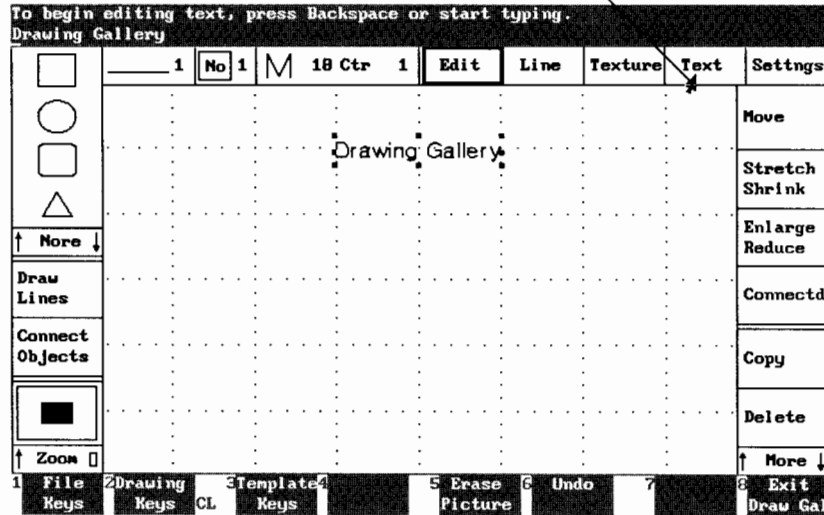 To begin editing text, press Backspace or start typing.
Drawing Gallery
1 No 1 M 18 Ctr 1 Edit Line Texture Text Settngs
Move
Drawing Gallery
Stretch
Shrink
Enlarge
Reduce
↑ More ↓
Draw
Lines
Connectd
Connect
Objects
Copy
Delete
↑ Zoom
↑ More ↓
1 File 2 Drawing 3 Template 4 5 Erase 6 Undo 7 8 Exit
Keys Keys CL Keys Picture Draw Gal